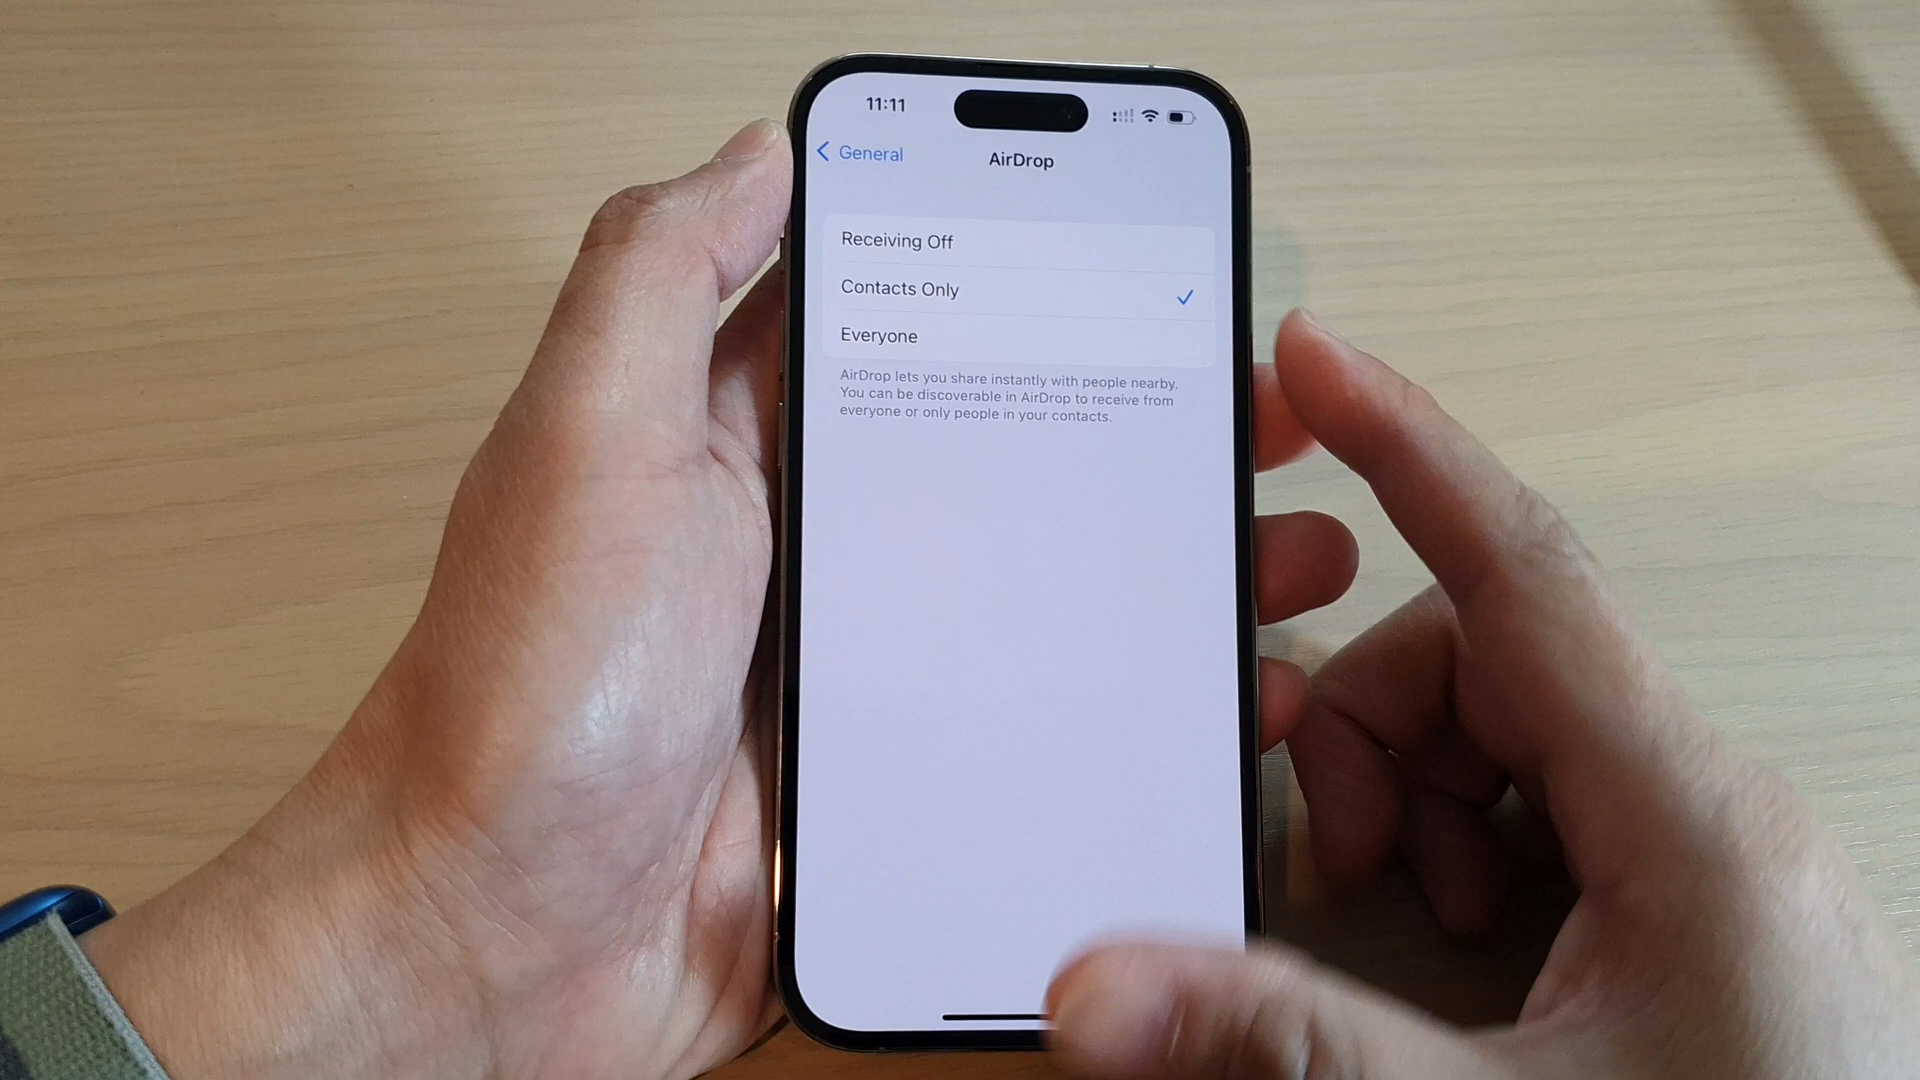 11:11
General
AirDrop
Receiving Off
Contacts Only
Everyone
AirDrop lets you share instantly with people nearby.
You can be discoverable in AirDrop to receive from
everyone or only people in your contacts.